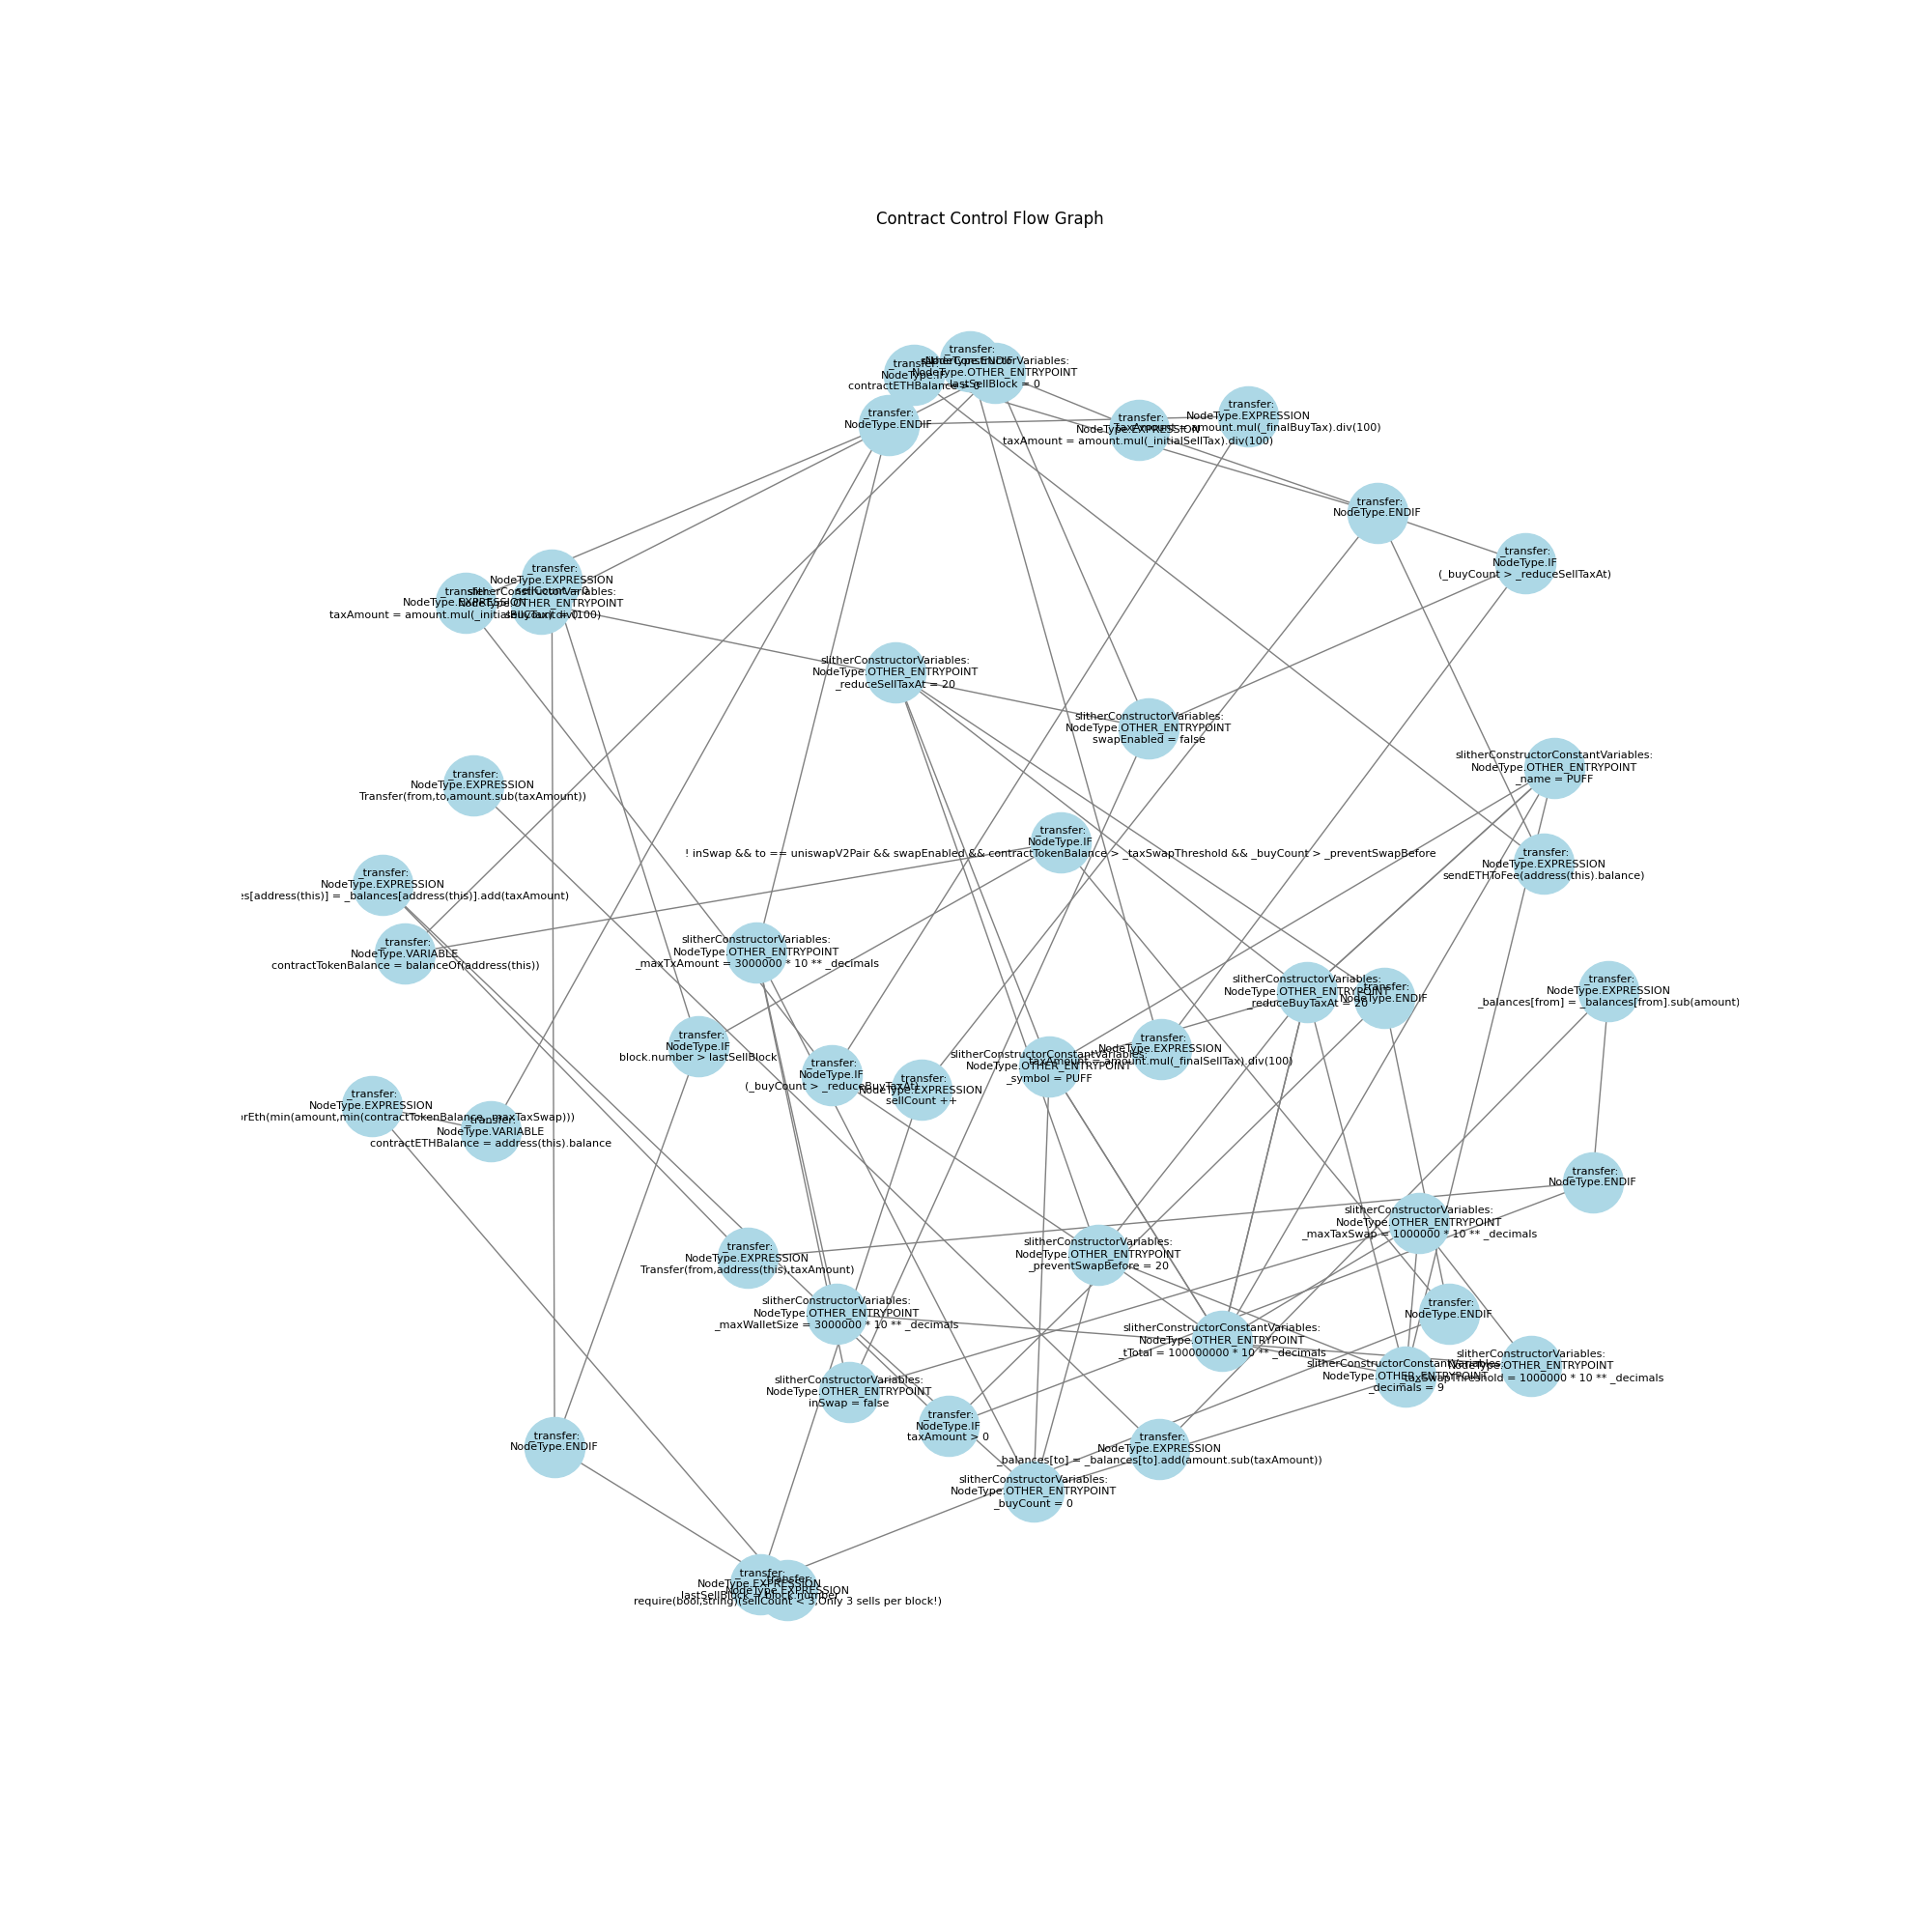 Contract Control Flow Graph
_transfer:
NodeType.ENDIF
_transfer:
NodeType.IF
contractETHBalance > 0
slitherConstructorVariables:
NodeType.OTHER_ENTRYPOINT
lastSellBlock = 0
_transfer:
NodeType.ENDIF
_transfer:
NodeType.EXPRESSION
taxAmount = amount.mul(_finalBuyTax).div(100)
_transfer:
NodeType.EXPRESSION
taxAmount = amount.mul(_initialSellTax).div(100)
_transfer:
NodeType.ENDIF
_transfer:
NodeType.IF
(_buyCount > _reduceSellTaxAt)
_transfer:
NodeType.EXPRESSION
sellCount = 0
_transfer:
NodeType.EXPRESSION
taxAmount = amount.mul(_initialBuyTax).div(100)
slitherConstructorVariables:
NodeType.OTHER_ENTRYPOINT
sellCount = 0
slitherConstructorVariables:
NodeType.OTHER_ENTRYPOINT
_reduceSellTaxAt = 20
slitherConstructorVariables:
NodeType.OTHER_ENTRYPOINT
swapEnabled = false
slitherConstructorConstantVariables:
NodeType.OTHER_ENTRYPOINT
_name = PUFF
_transfer:
NodeType.EXPRESSION
Transfer(from,to,amount.sub(taxAmount))
_transfer:
NodeType.IF
! inSwap && to == uniswapV2Pair && swapEnabled && contractTokenBalance > _taxSwapThreshold && _buyCount > _preventSwapBefore
_transfer:
NodeType.EXPRESSION
sendETHToFee(address(this).balance)
_transfer:
NodeType.EXPRESSION
es[address(this)] = _balances[address(this)].add(taxAmount)
_transfer:
NodeType.VARIABLE
contractTokenBalance = balanceOf(address(this))
slitherConstructorVariables:
NodeType.OTHER_ENTRYPOINT
_maxTxAmount = 3000000 * 10 ** _decimals
slitherConstructorVariables:
NodeType.OTHER_ENTRYPOINT
_reduceBuyTaxAt = 20
_transfer:
NodeType.ENDIF
_transfer:
NodeType.EXPRESSION
_balances[from] = _balances[from].sub(amount)
_transfer:
NodeType.IF
block.number > lastSellBlock
_transfer:
NodeType.EXPRESSION
taxAmount = amount.mul(_finalSellTax).div(100)
slitherConstructorConstantVariables:
NodeType.OTHER_ENTRYPOINT
_symbol = PUFF
_transfer:
NodeType.IF
(_buyCount > _reduceBuyTaxAt)
_transfer:
NodeType.EXPRESSION
sellCount ++
_transfer:
NodeType.EXPRESSION
orEth(min(amount,min(contractTokenBalance,_maxTaxSwap)))
_transfer:
NodeType.VARIABLE
contractETHBalance = address(this).balance
_transfer:
NodeType.ENDIF
slitherConstructorVariables:
NodeType.OTHER_ENTRYPOINT
_maxTaxSwap = 1000000 * 10 ** _decimals
_transfer:
NodeType.EXPRESSION
Transfer(from,address(this),taxAmount)
slitherConstructorVariables:
NodeType.OTHER_ENTRYPOINT
_preventSwapBefore = 20
slitherConstructorVariables:
NodeType.OTHER_ENTRYPOINT
_maxWalletSize = 3000000 * 10 ** _decimals
_transfer:
NodeType.ENDIF
slitherConstructorConstantVariables:
NodeType.OTHER_ENTRYPOINT
_tTotal = 100000000 * 10 ** _decimals
slitherConstructorVariables:
NodeType.OTHER_ENTRYPOINT
_taxSwapThreshold = 1000000 * 10 ** _decimals
slitherConstructorConstantVariables:
NodeType.OTHER_ENTRYPOINT
_decimals = 9
slitherConstructorVariables:
NodeType.OTHER_ENTRYPOINT
inSwap = false
_transfer:
NodeType.IF
taxAmount > 0
_transfer:
NodeType.ENDIF
_transfer:
NodeType.EXPRESSION
_balances[to] = _balances[to].add(amount.sub(taxAmount))
slitherConstructorVariables:
NodeType.OTHER_ENTRYPOINT
_buyCount = 0
_transfer:
NodeType.EXPRESSION
lastSellBlock = block.number
_transfer:
NodeType.EXPRESSION
require(bool,string)(sellCount < 3,Only 3 sells per block!)